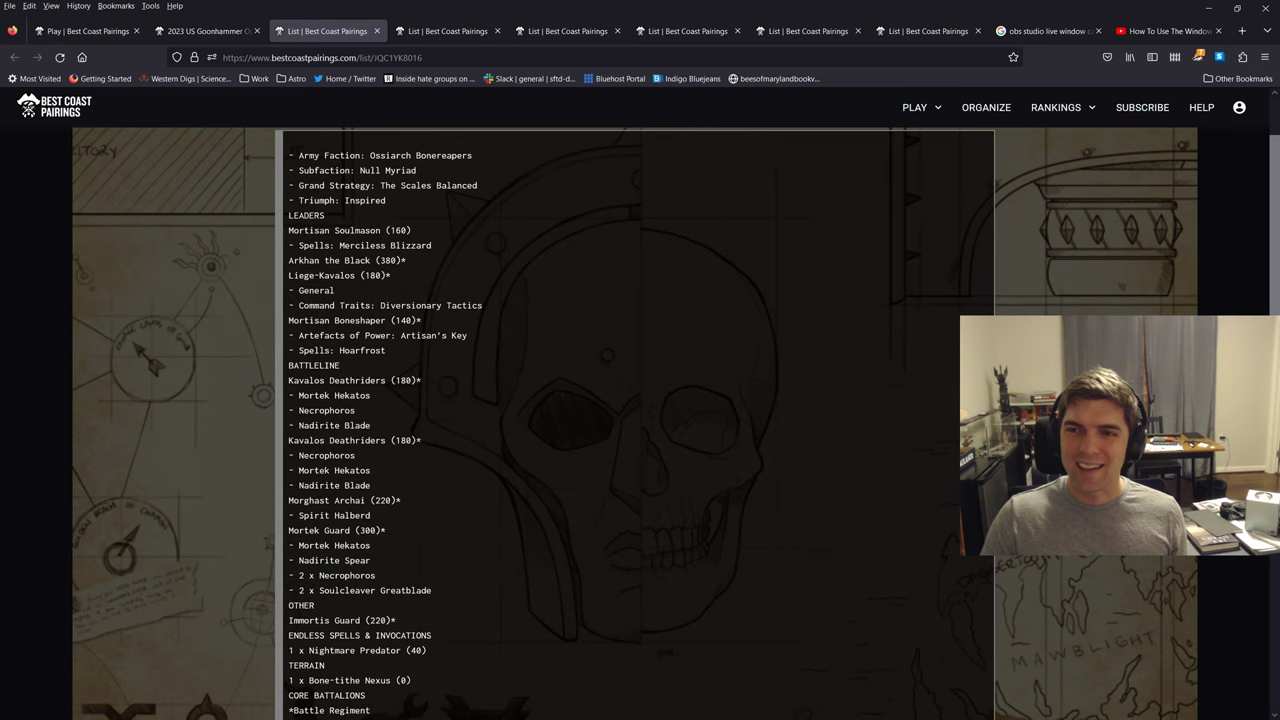 File Edit View History Bookmarks Tools Help
Play | Best Coast Pairings
2023 US Goonhammer O
List | Best Coast Pairings
List | Best Coast Pairings
List | Best Coast Pairings
List | Best Coast Pairings
List | Best Coast Pairings
List | Best Coast Pairings
obs studio live window c
How To Use The Window
https://www.bestcoastpairings.com/list/JQC1YK8016
Most Visited
Getting Started
Western Digs | Science...
Work
Astro
Home / Twitter
Inside hate groups on ...
Slack | general | sftd-d...
Bluehost Portal
Indigo Bluejeans
beesofmarylandbookv...
Other Bookmarks
BEST COAST
PAIRINGS
PLAY ORGANIZE RANKINGS SUBSCRIBE HELP
- Army Faction: Ossiarch Bonereapers
- Subfaction: Null Myriad
- Grand Strategy: The Scales Balanced
- Triumph: Inspired
LEADERS
Mortisan Soulmason (160)
- Spells: Merciless Blizzard
Arkhan the Black (380)*
Liege-Kavalos (180)*
- General
- Command Traits: Diversionary Tactics
Mortisan Boneshaper (140)*
- Artefacts of Power: Artisan's Key
- Spells: Hoarfrost
BATTLELINE
Kavalos Deathriders (180)*
- Mortek Hekatos
- Necrophoros
- Nadirite Blade
Kavalos Deathriders (180)*
- Necrophoros
- Mortek Hekatos
- Nadirite Blade
Morghast Archai (220)*
- Spirit Halberd
Mortek Guard (300)*
- Mortek Hekatos
- Nadirite Spear
- 2 x Necrophoros
- 2 x Soulcleaver Greatblade
OTHER
Immortis Guard (220)*
ENDLESS SPELLS & INVOCATIONS
1 x Nightmare Predator (40)
TERRAIN
1 x Bone-tithe Nexus (0)
CORE BATTALIONS
*Battle Regiment
MAWBLIGHT